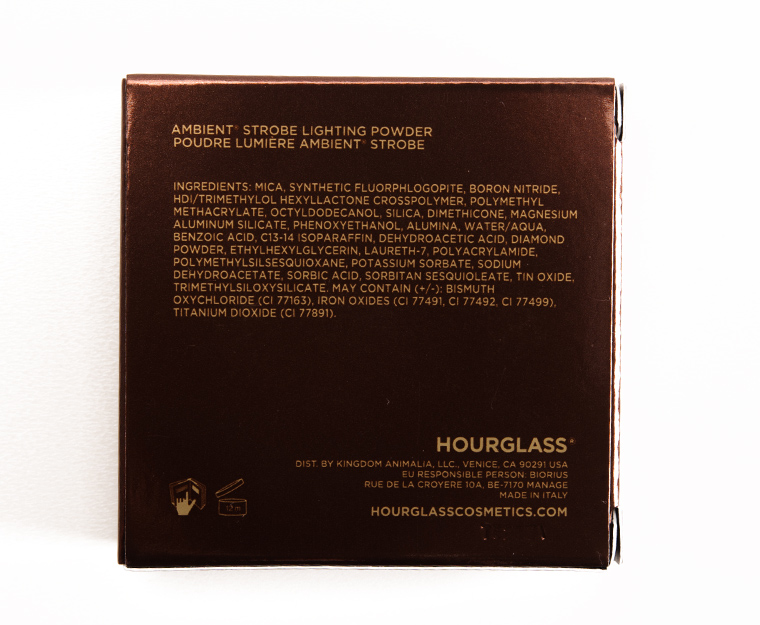 AMBIENT® STROBE LIGHTING POWDER
POUDRE LUMIÈRE AMBIENT® STROBE
INGREDIENTS: MICA, SYNTHETIC FLUORPHLOGOPITE, BORON NITRIDE,
HDI/TRIMETHYLOL HEXYLLACTONE CROSSPOLYMER, POLYMETHYL
METHACRYLATE, OCTYLDODECANOL, SILICA, DIMETHICONE, MAGNESIUM
ALUMINUM SILICATE, PHENOXYETHANOL, ALUMINA, WATER/AQUA,
BENZOIC ACID, C13-14 ISOPARAFFIN, DEHYDROACETIC ACID, DIAMOND
POWDER, ETHYLHEXYLGLYCERIN, LAURETH-7, POLYACRYLAMIDE,
POLYMETHYLSILSESQUIOXANE, POTASSIUM SORBATE, SODIUM
DEHYDROACETATE, SORBIC ACID, SORBITAN SESQUIOLEATE, TIN OXIDE,
TRIMETHYLSILOXYSILICATE. MAY CONTAIN (+/-): BISMUTH
OXYCHLORIDE (CI 77163), IRON OXIDES (CI 77491, CI 77492, CI 77499),
TITANIUM DIOXIDE (CI 77891).
HOURGLASS®
DIST. BY KINGDOM ANIMALIA, LLC., VENICE, CA 90291 USA
EU RESPONSIBLE PERSON: BIORIUS
RUE DE LA CROYERE 10A, BE-7170 MANAGE
MADE IN ITALY
HOURGLASSCOSMETICS.COM